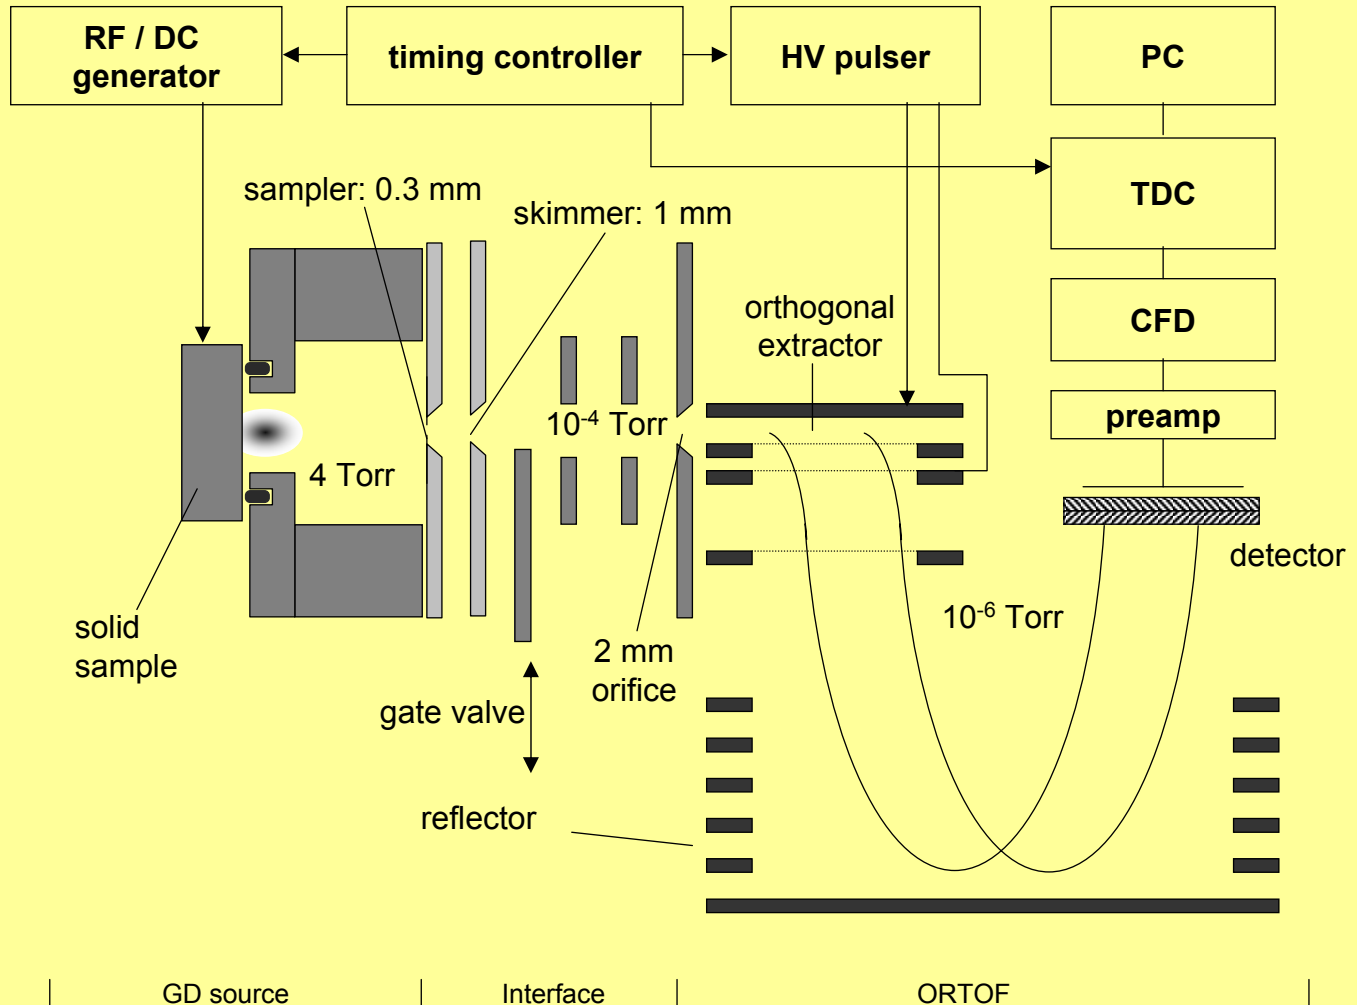 RF / DC
generator
timing controller
HV pulser
PC
TDC
sampler: 0.3 mm
skimmer: 1 mm
orthogonal
extractor
CFD
preamp
10⁻⁴ Torr
4 Torr
detector
10⁻⁶ Torr
solid
sample
2 mm
orifice
gate valve
reflector
GD source
Interface
ORTOF